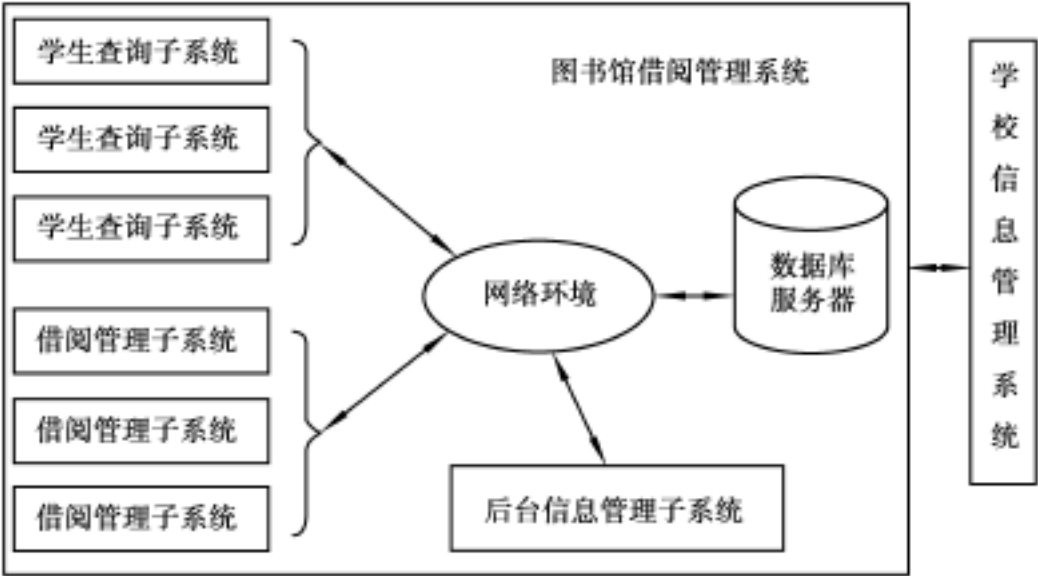 学生查询子系统
学生查询子系统
学生查询子系统
借阅管理子系统
借阅管理子系统
借阅管理子系统
图书馆借阅管理系统
网络环境
数据库
服务器
后台信息管理子系统
学校信息管理系统